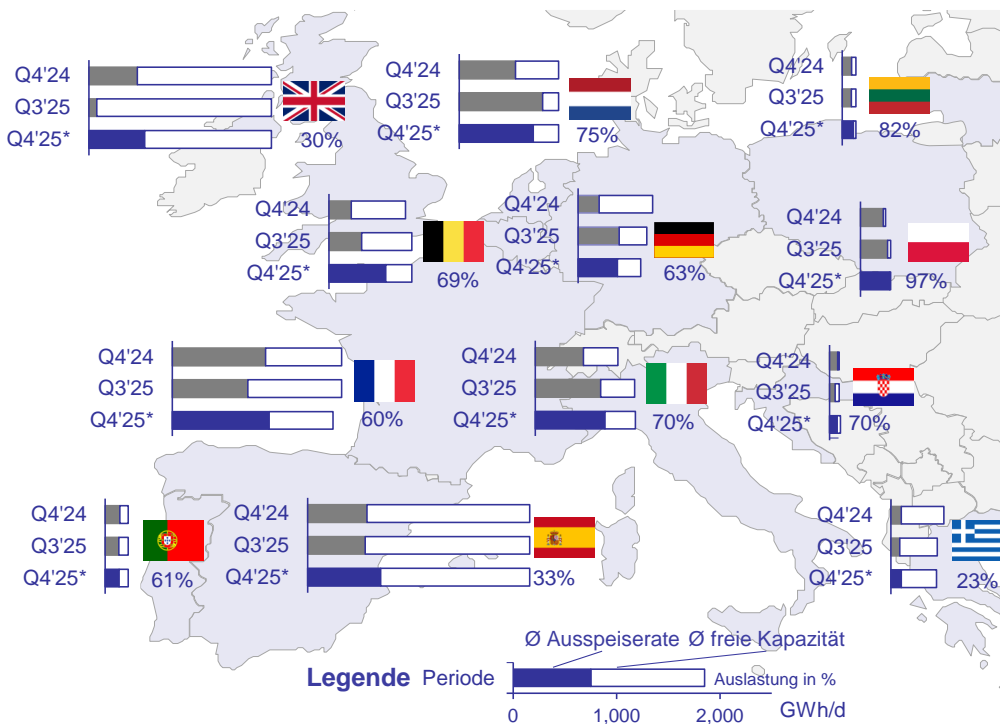 Q4'24
Q3'25
Q4'25*
30%
Q4'24
Q3'25
Q4'25*
75%
Q4'24
Q3'25
Q4'25*
82%
Q4'24
Q3'25
Q4'25*
69%
Q4'24
Q3'25
Q4'25*
63%
Q4'24
Q3'25
Q4'25*
97%
Q4'24
Q3'25
Q4'25*
60%
Q4'24
Q3'25
Q4'25*
70%
Q4'24
Q3'25
Q4'25*
70%
Q4'24
Q3'25
Q4'25*
61%
Q4'24
Q3'25
Q4'25*
33%
Q4'24
Q3'25
Q4'25*
23%
Ø Ausspeiserate Ø freie Kapazität
Legende Periode Auslastung in %
0 1,000 2,000 GWh/d